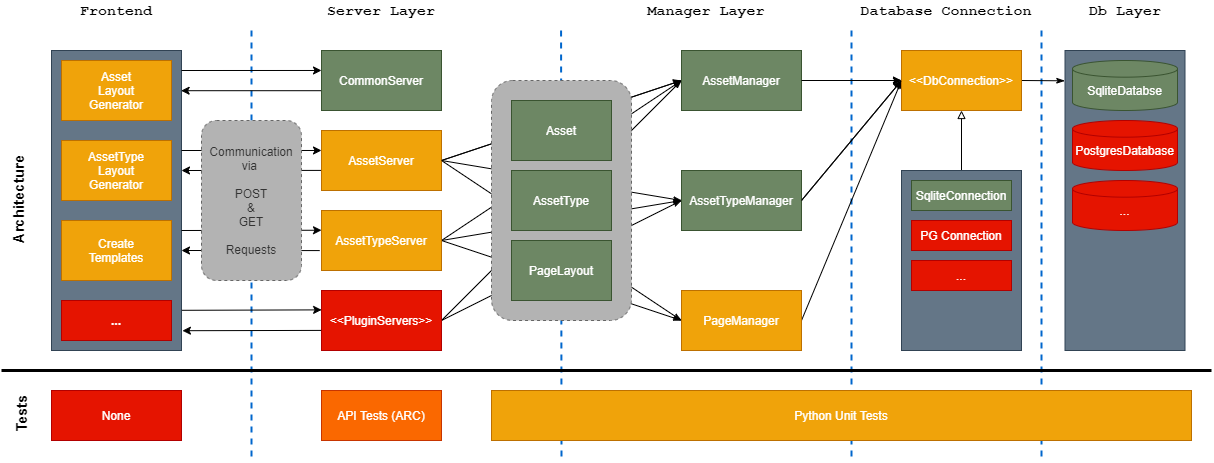 Frontend
Server Layer
Manager Layer
Database Connection
Db Layer
Architecture
Asset
Layout
Generator
AssetType
Layout
Generator
Create
Templates
...
Communication
via
POST
&
GET
Requests
CommonServer
AssetServer
AssetTypeServer
<<PluginServers>>
Asset
AssetType
PageLayout
AssetManager
AssetTypeManager
PageManager
<<DbConnection>>
SqliteConnection
PG Connection
...
SqliteDatabse
PostgresDatabase
...
Tests
None
API Tests (ARC)
Python Unit Tests